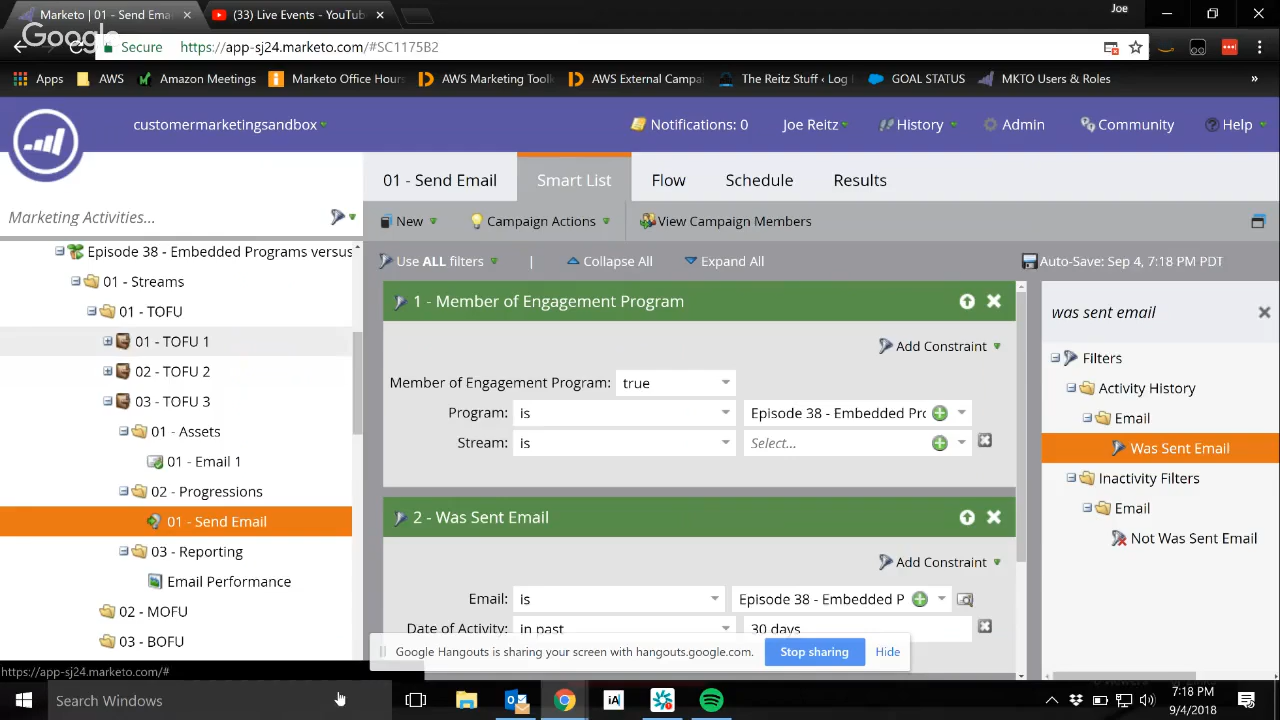 Marketo | 01 - Send Ema
(33) Live Events - YouTub
Joe
Google
Secure
https://app-sj24.marketo.com/#SC1175B2
Apps
AWS
Amazon Meetings
Marketo Office Hour
AWS Marketing Toolk
AWS External Campai
The Reitz Stuff ‹ Log I
GOAL STATUS
MKTO Users & Roles
»
customermarketingsandbox
Notifications: 0
Joe Reitz
History
Admin
Community
Help
Marketing Activities...
01 - Send Email
Smart List
Flow
Schedule
Results
New
Campaign Actions
View Campaign Members
Use ALL filters
Collapse All
Expand All
Auto-Save: Sep 4, 7:18 PM PDT
Episode 38 - Embedded Programs versus
01 - Streams
01 - TOFU
01 - TOFU 1
02 - TOFU 2
03 - TOFU 3
01 - Assets
01 - Email 1
02 - Progressions
01 - Send Email
03 - Reporting
Email Performance
02 - MOFU
03 - BOFU
1 - Member of Engagement Program
Add Constraint
Member of Engagement Program: true
Program: is Episode 38 - Embedded Pro
Stream: is Select...
2 - Was Sent Email
Add Constraint
Email: is Episode 38 - Embedded P
Date of Activity: in past 30 days
was sent email
Filters
Activity History
Email
Was Sent Email
Inactivity Filters
Email
Not Was Sent Email
Google Hangouts is sharing your screen with hangouts.google.com.
Stop sharing
Hide
https://app-sj24.marketo.com/#
Search Windows
7:18 PM
9/4/2018